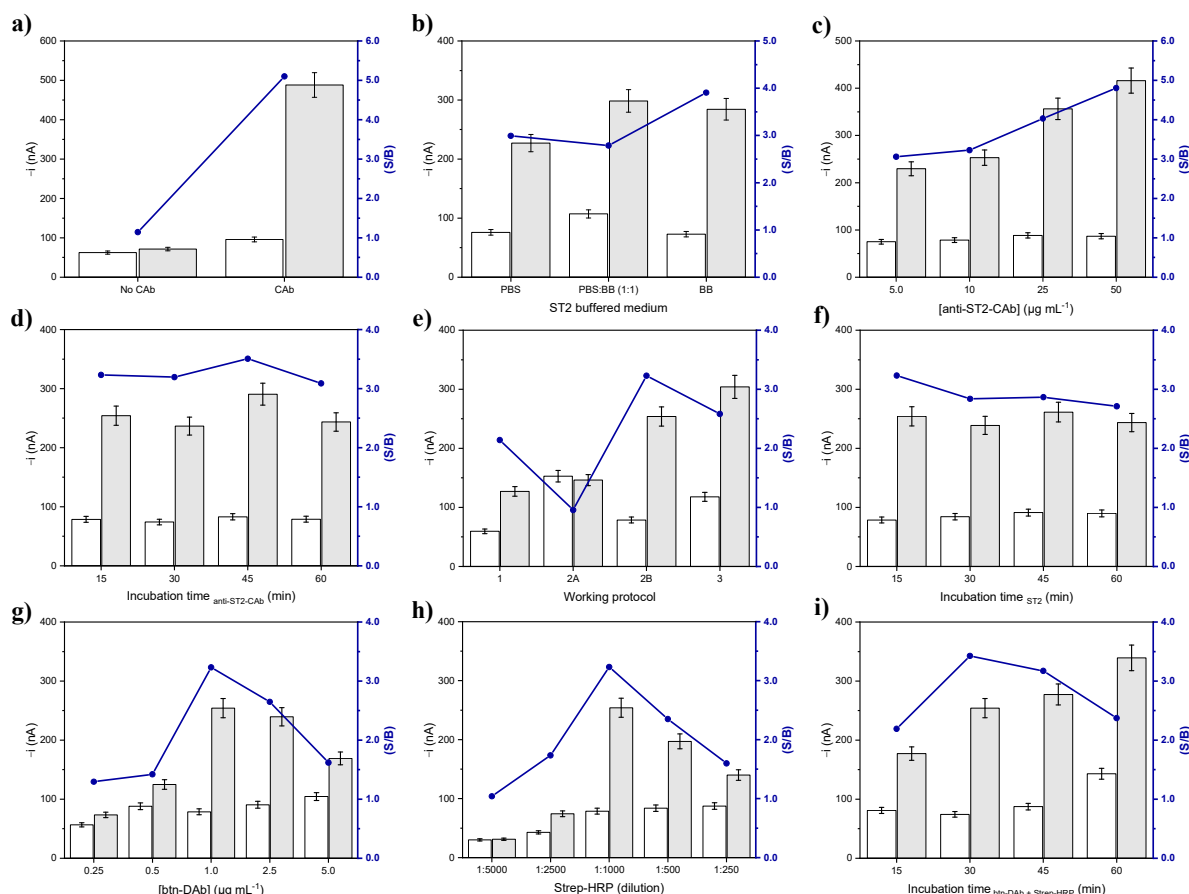 a)
600
500
400
300
200
100
0
−i (nA)
6.0
5.0
4.0
3.0
2.0
1.0
0.0
(S/B)
No CAb CAb
b)
400
300
200
100
0
−i (nA)
5.0
4.0
3.0
2.0
1.0
0.0
(S/B)
PBS PBS:BB (1:1) BB
ST2 buffered medium
c)
500
400
300
200
100
0
−i (nA)
6.0
5.0
4.0
3.0
2.0
1.0
0.0
(S/B)
5.0 10 25 50
[anti-ST2-CAb] (µg mL⁻¹)
d)
400
300
200
100
0
−i (nA)
4.0
3.0
2.0
1.0
0.0
(S/B)
15 30 45 60
Incubation time anti-ST2-CAb (min)
e)
400
300
200
100
0
−i (nA)
4.0
3.0
2.0
1.0
0.0
(S/B)
1 2A 2B 3
Working protocol
f)
400
300
200
100
0
−i (nA)
4.0
3.0
2.0
1.0
0.0
(S/B)
15 30 45 60
Incubation time ST2 (min)
g)
400
300
200
100
0
−i (nA)
4.0
3.0
2.0
1.0
0.0
(S/B)
0.25 0.5 1.0 2.5 5.0
[btn-DAb] (µg mL⁻¹)
h)
400
300
200
100
0
−i (nA)
4.0
3.0
2.0
1.0
0.0
(S/B)
1:5000 1:2500 1:1000 1:500 1:250
Strep-HRP (dilution)
i)
400
300
200
100
0
−i (nA)
4.0
3.0
2.0
1.0
0.0
(S/B)
15 30 45 60
Incubation time btn-DAb + Strep-HRP (min)